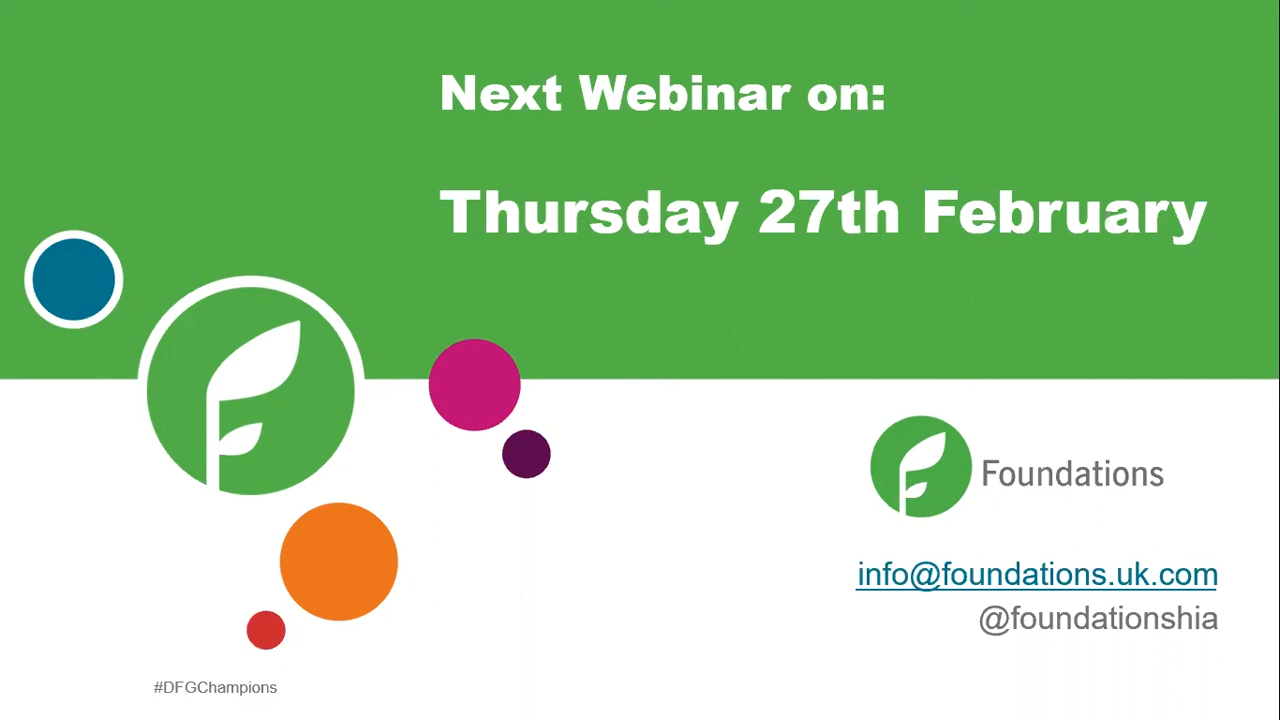 Next Webinar on:
Thursday 27th February
Foundations
info@foundations.uk.com
@foundationshia
#DFGChampions